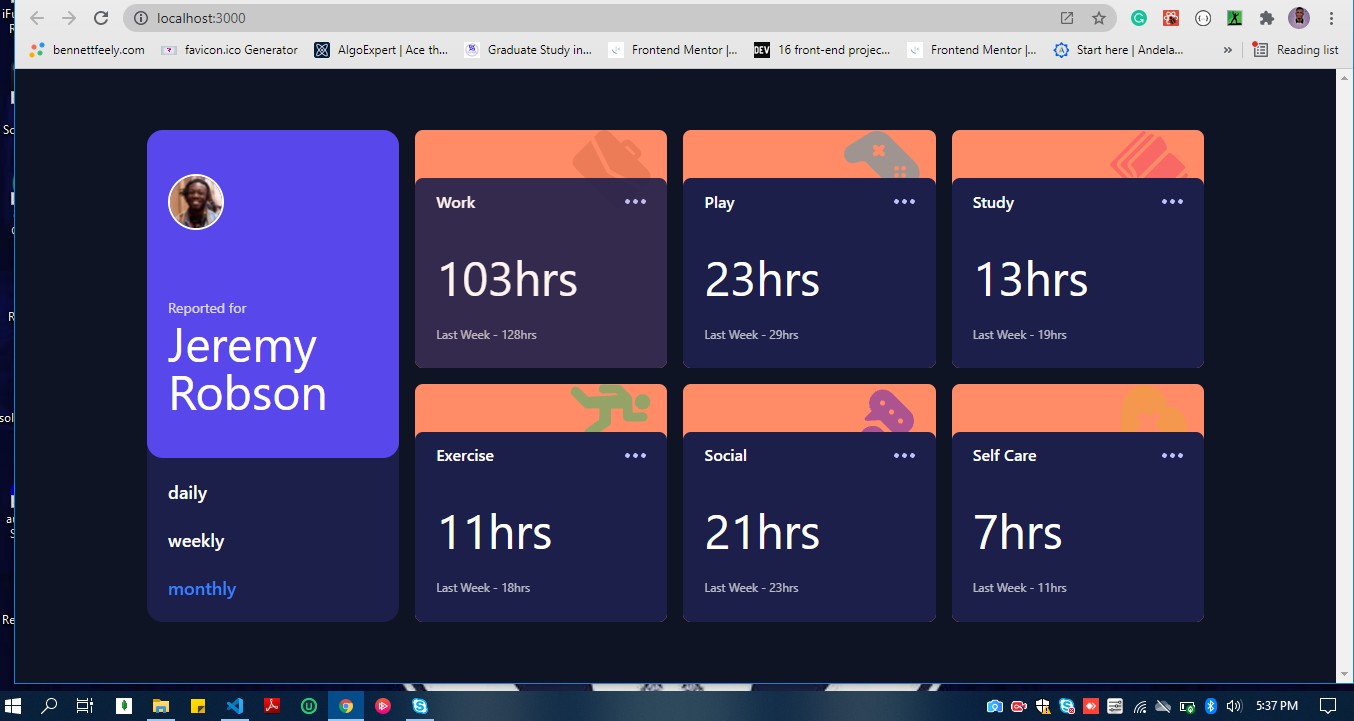 iFu
R
localhost:3000
bennettfeely.com
favicon.ico Generator
AlgoExpert | Ace th...
Graduate Study in...
Frontend Mentor |...
DEV
16 front-end projec...
Frontend Mentor |...
Start here | Andela...
»
Reading list
Reported for
Jeremy
Robson
daily
weekly
monthly
Work
103hrs
Last Week - 128hrs
Play
23hrs
Last Week - 29hrs
Study
13hrs
Last Week - 19hrs
Exercise
11hrs
Last Week - 18hrs
Social
21hrs
Last Week - 23hrs
Self Care
7hrs
Last Week - 11hrs
5:37 PM